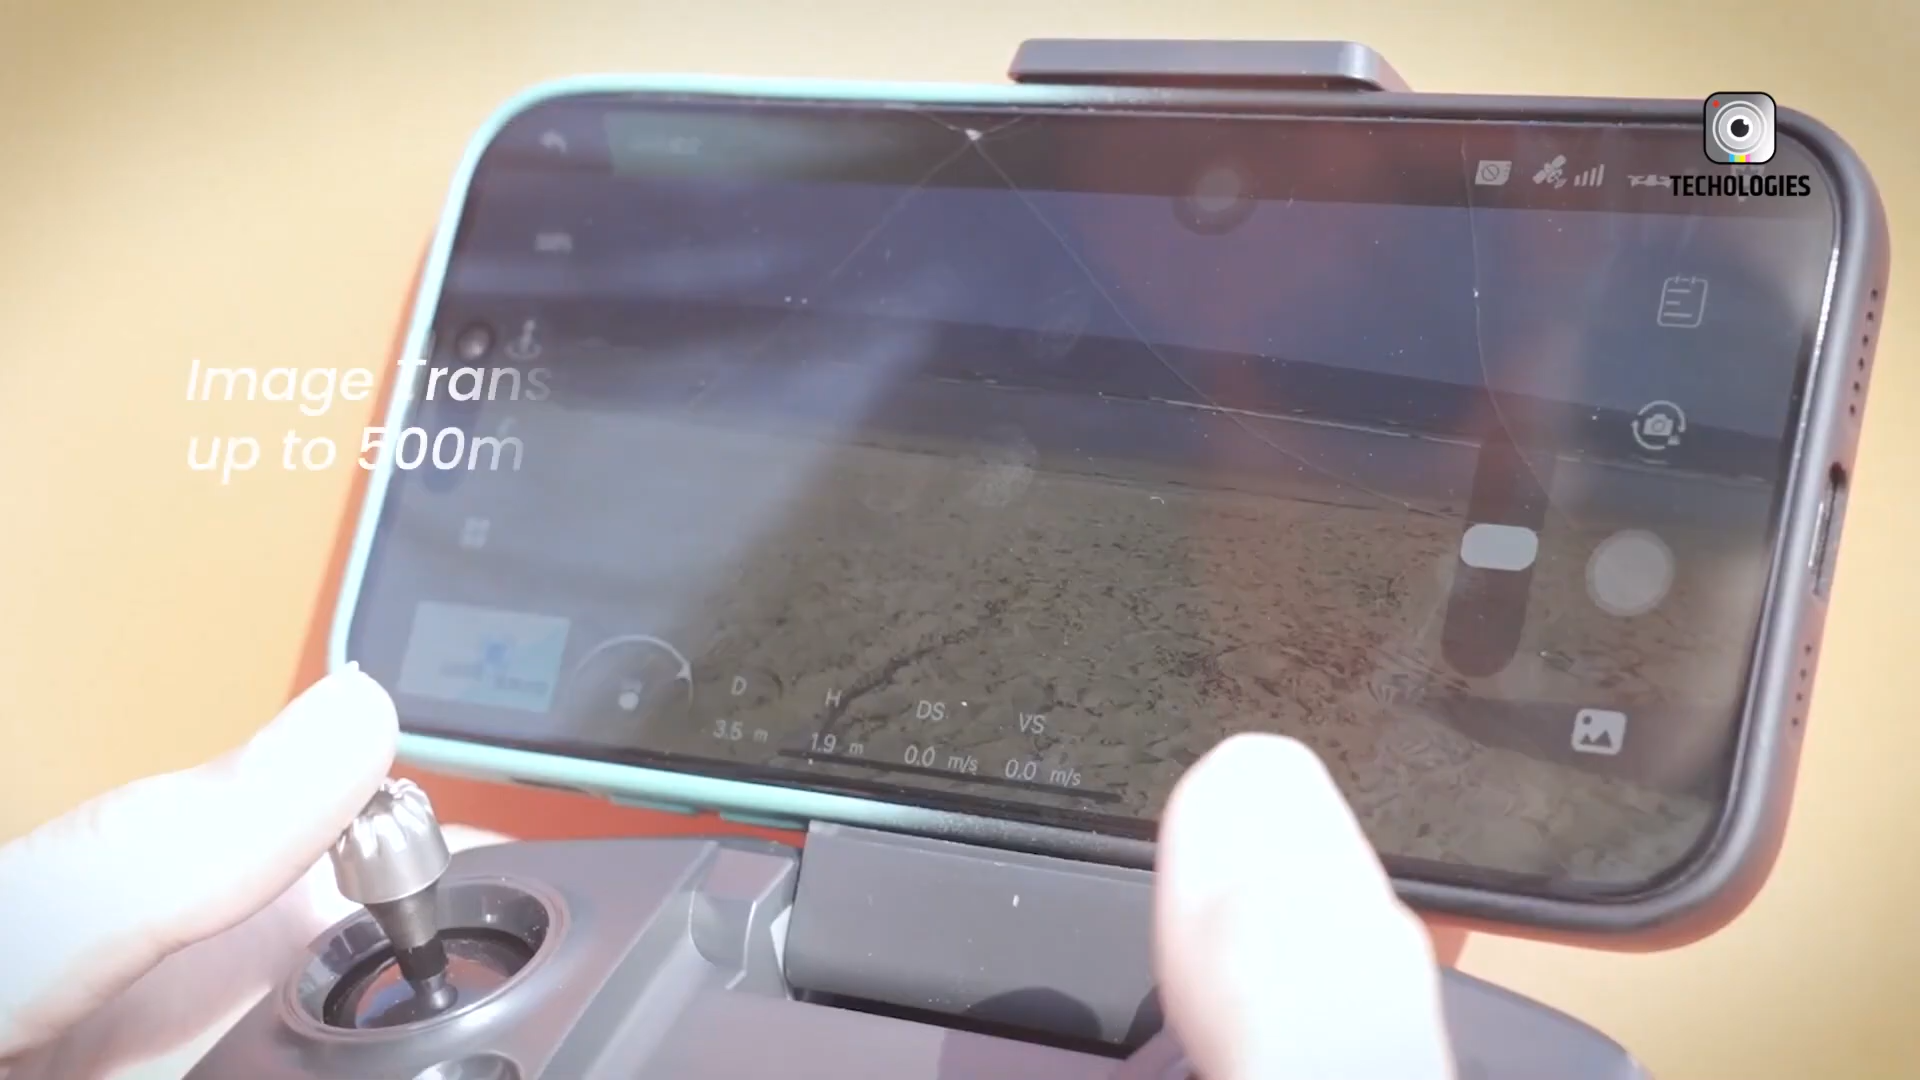 TECHOLOGIES
Image Trans
up to 500m
D
H
DS
VS
3.5 m
1.9 m
0.0 m/s
0.0 m/s